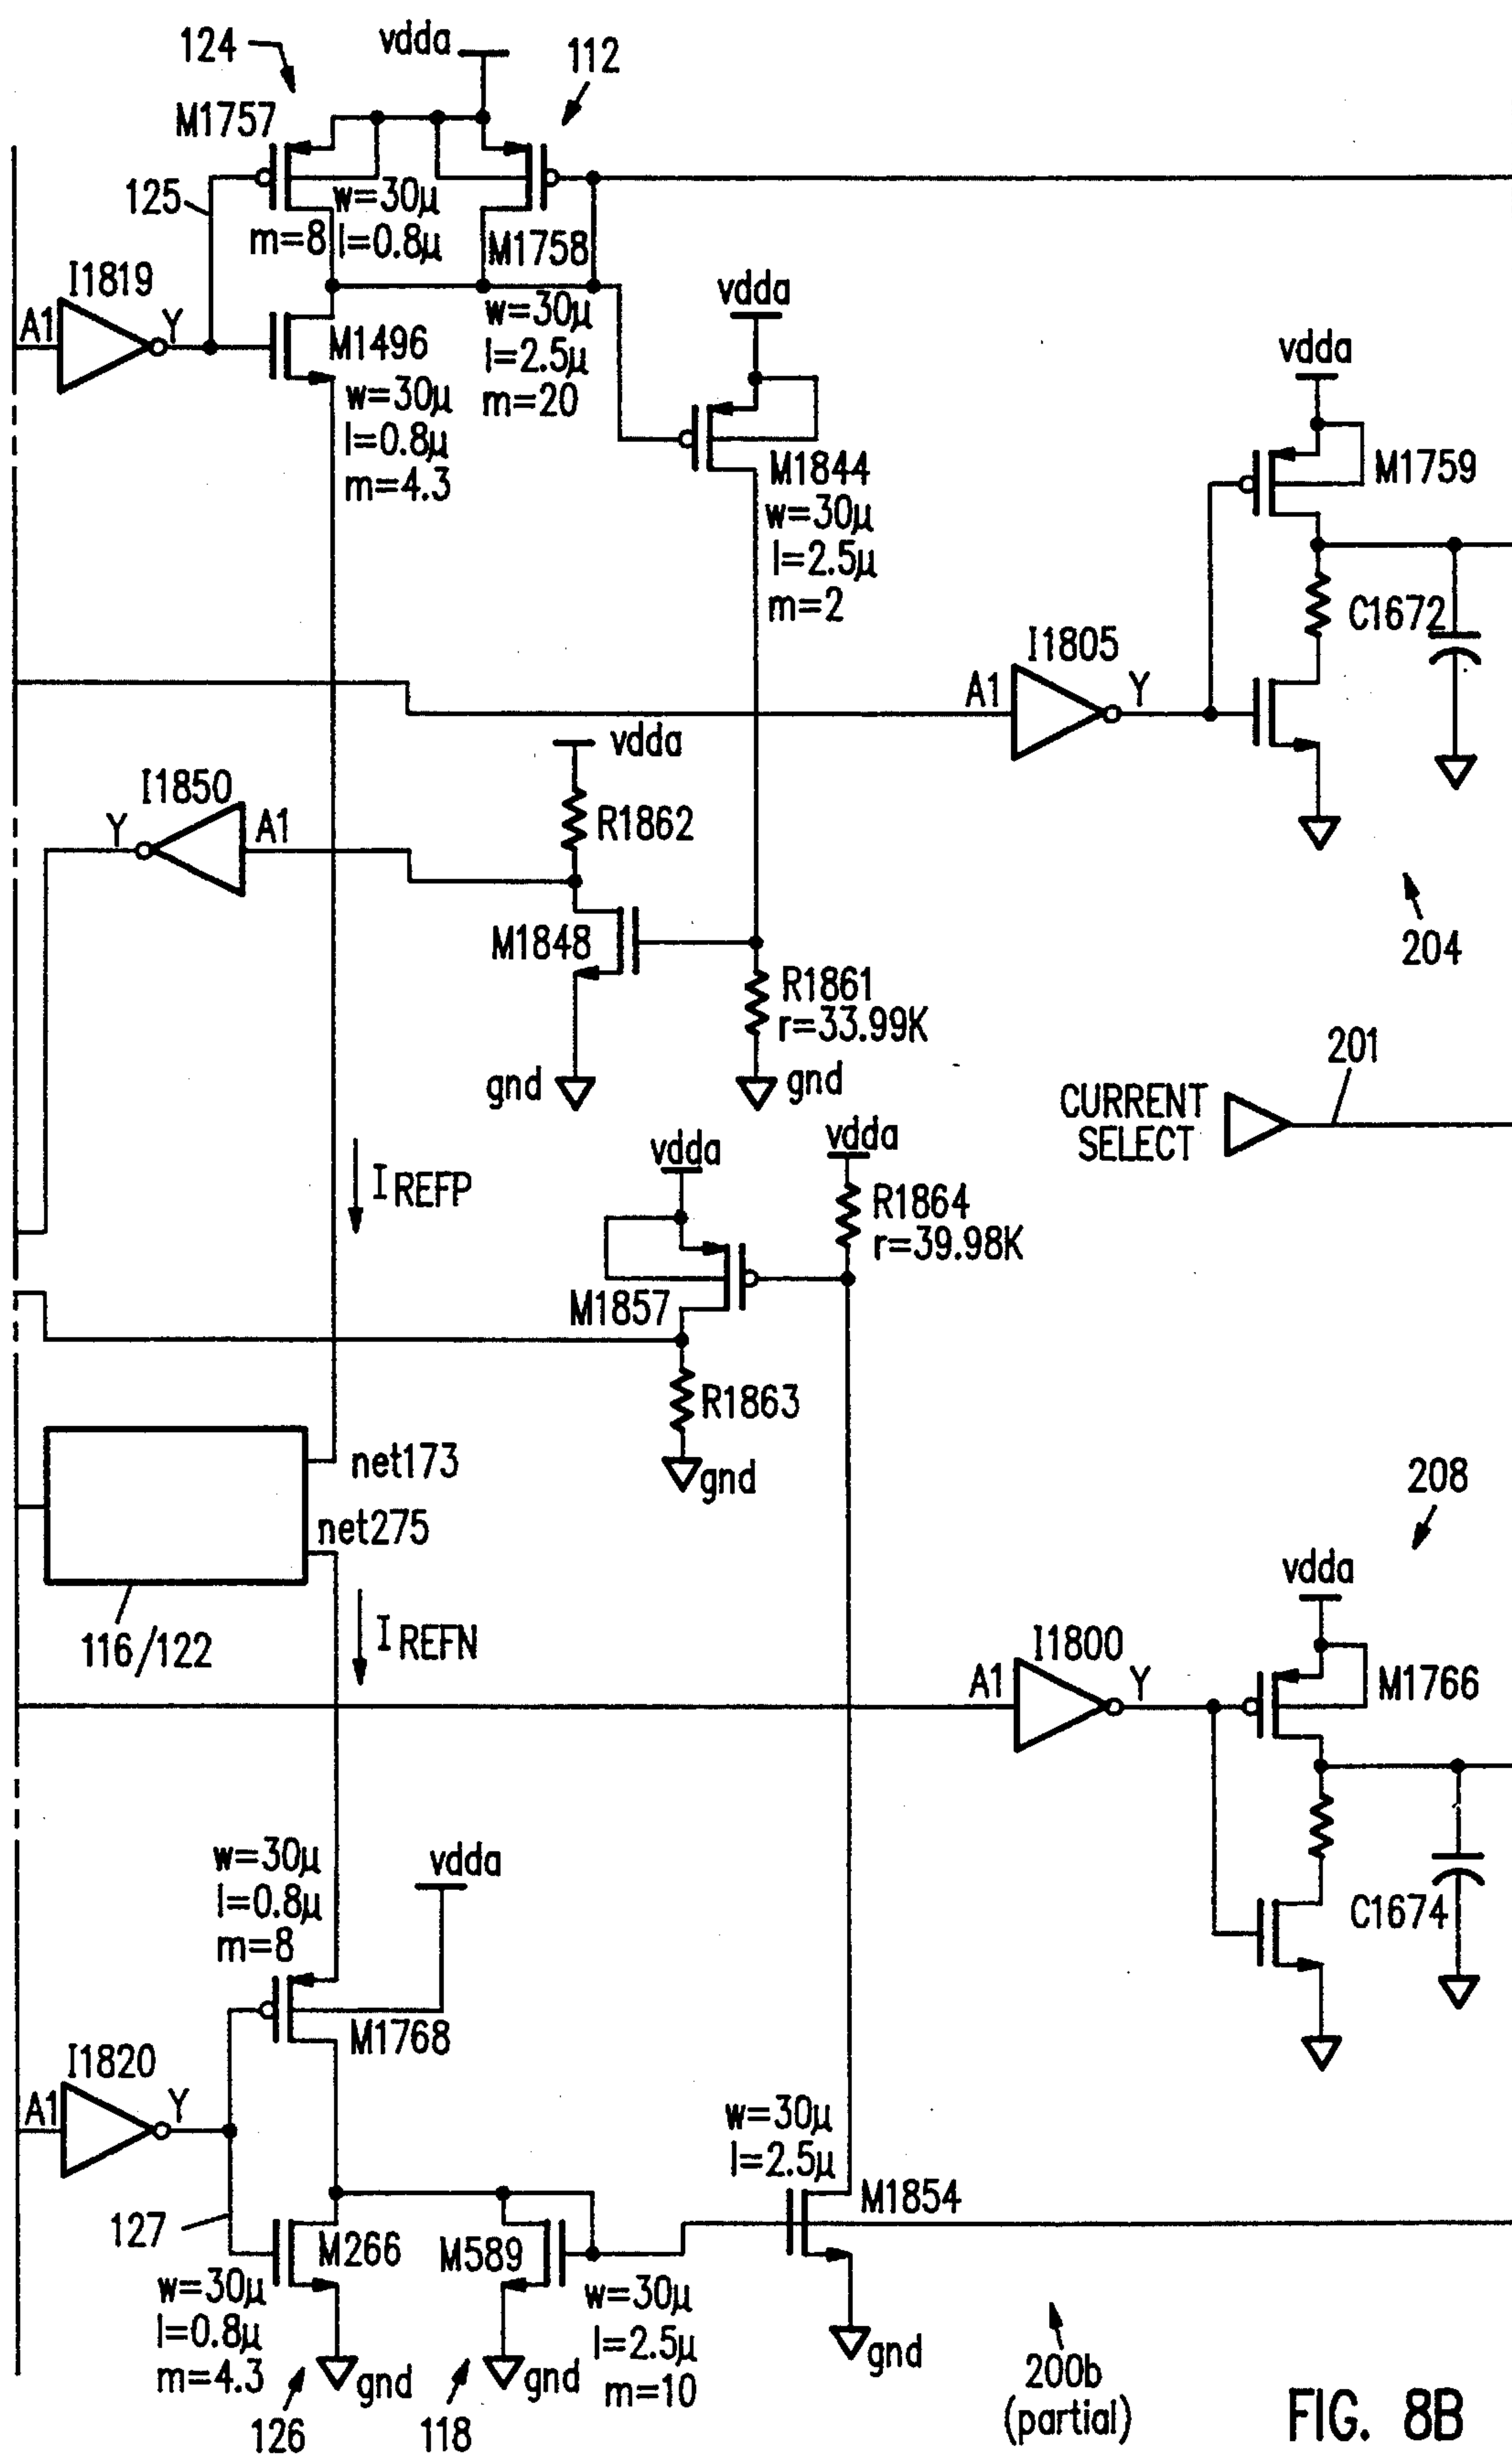 124
vdda
112
M1757
125
w=30μ
m=8
l=0.8μ
M1758
I1819
A1
Y
M1496
w=30μ
l=2.5μ
m=20
w=30μ
l=0.8μ
m=4.3
vdda
M1844
w=30μ
l=2.5μ
m=2
vdda
M1759
C1672
I1805
A1
Y
vdda
I1850
Y
A1
R1862
M1848
R1861
r=33.99K
gnd
gnd
204
201
CURRENT
SELECT
IREFP
vdda
vdda
R1864
r=39.98K
M1857
R1863
gnd
net173
net275
116/122
IREFN
208
vdda
I1800
A1
Y
M1766
C1674
w=30μ
l=0.8μ
m=8
vdda
M1768
I1820
A1
Y
w=30μ
l=2.5μ
M1854
127
M266
M589
w=30μ
l=0.8μ
m=4.3
w=30μ
l=2.5μ
m=10
gnd
gnd
gnd
126
118
200b
(partial)
FIG. 8B